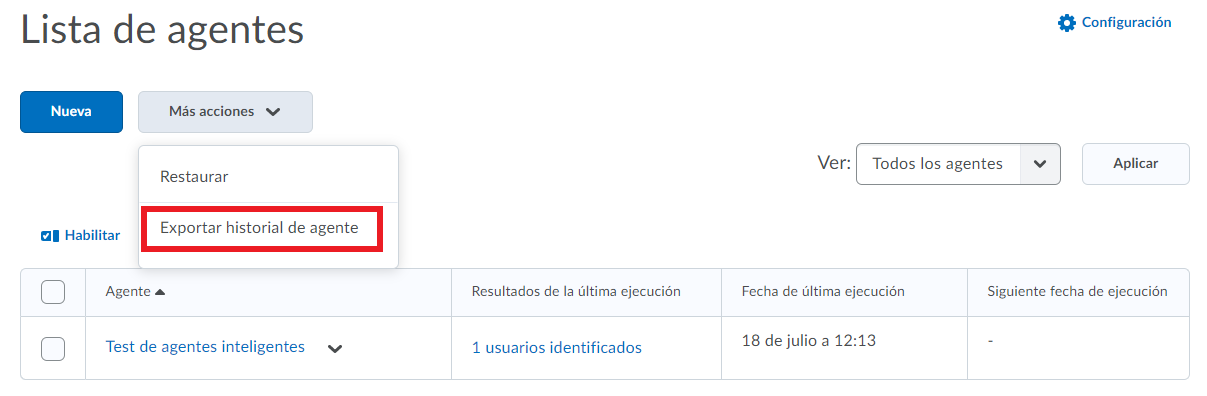 Lista de agentes
Configuración
Nueva
Más acciones
Restaurar
Exportar historial de agente
Ver:
Todos los agentes
Aplicar
Habilitar
Agente
Resultados de la última ejecución
Fecha de última ejecución
Siguiente fecha de ejecución
Test de agentes inteligentes
1 usuarios identificados
18 de julio a 12:13
-